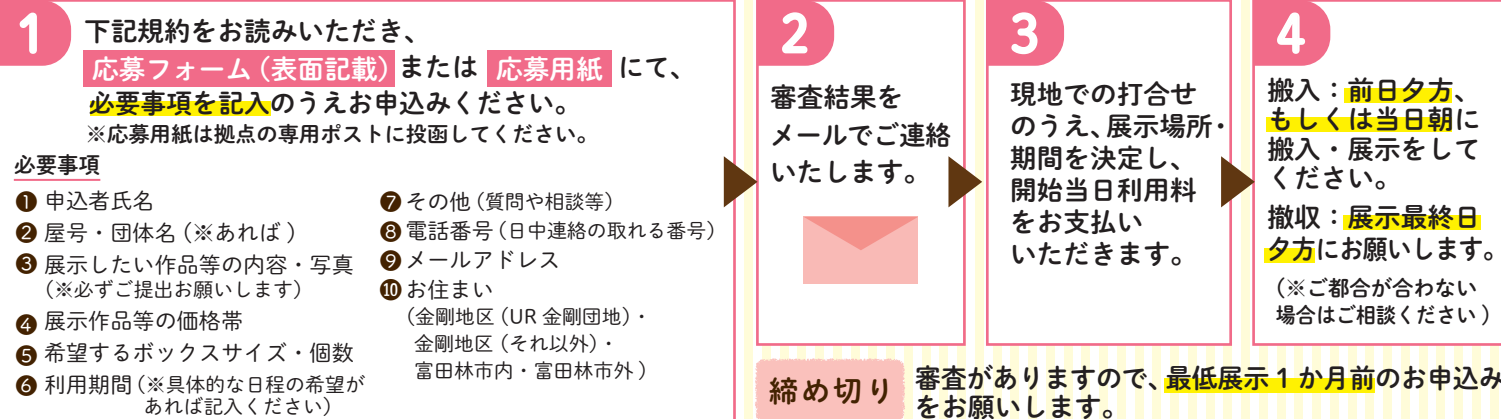 1
下記規約をお読みいただき、
応募フォーム（表面記載）または 応募用紙 にて、
必要事項を記入のうえお申込みください。
※応募用紙は拠点の専用ポストに投函してください。
必要事項
❶ 申込者氏名
❷ 屋号・団体名（※あれば）
❸ 展示したい作品等の内容・写真
（※必ずご提出お願いします）
❹ 展示作品等の価格帯
❺ 希望するボックスサイズ・個数
❻ 利用期間（※具体的な日程の希望が
あれば記入ください）
❼ その他（質問や相談等）
❽ 電話番号（日中連絡の取れる番号）
❾ メールアドレス
❿ お住まい
（金剛地区（UR 金剛団地）・
金剛地区（それ以外）・
富田林市内・富田林市外）
2
審査結果を
メールでご連絡
いたします。
3
現地での打合せ
のうえ、展示場所・
期間を決定し、
開始当日利用料
をお支払い
いただきます。
4
搬入：前日夕方、
もしくは当日朝に
搬入・展示をして
ください。
撤収：展示最終日
夕方にお願いします。
（※ご都合が合わない
場合はご相談ください）
締め切り
審査がありますので、最低展示 1 か月前のお申込み
をお願いします。